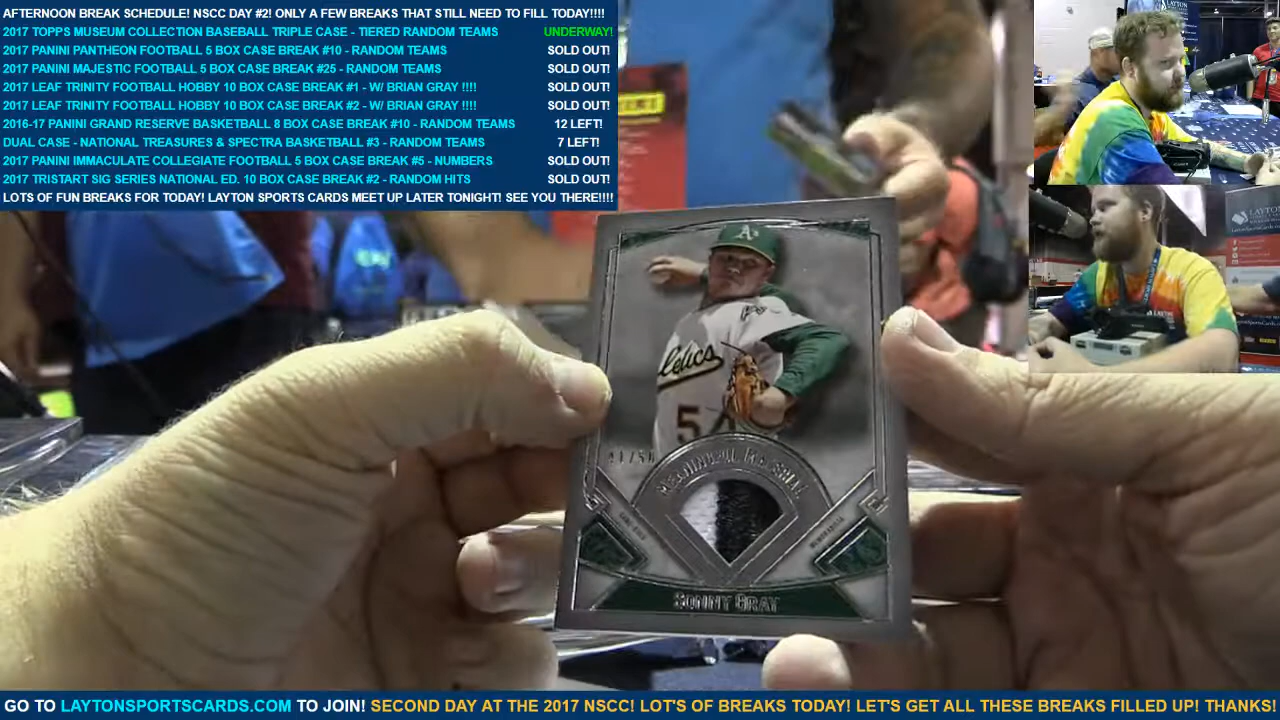 AFTERNOON BREAK SCHEDULE! NSCC DAY #2! ONLY A FEW BREAKS THAT STILL NEED TO FILL TODAY!!!!
2017 TOPPS MUSEUM COLLECTION BASEBALL TRIPLE CASE - TIERED RANDOM TEAMS UNDERWAY!
2017 PANINI PANTHEON FOOTBALL 5 BOX CASE BREAK #10 - RANDOM TEAMS SOLD OUT!
2017 PANINI MAJESTIC FOOTBALL 5 BOX CASE BREAK #25 - RANDOM TEAMS SOLD OUT!
2017 LEAF TRINITY FOOTBALL HOBBY 10 BOX CASE BREAK #1 - W/ BRIAN GRAY !!!! SOLD OUT!
2017 LEAF TRINITY FOOTBALL HOBBY 10 BOX CASE BREAK #2 - W/ BRIAN GRAY !!!! SOLD OUT!
2016-17 PANINI GRAND RESERVE BASKETBALL 8 BOX CASE BREAK #10 - RANDOM TEAMS 12 LEFT!
DUAL CASE - NATIONAL TREASURES & SPECTRA BASKETBALL #3 - RANDOM TEAMS 7 LEFT!
2017 PANINI IMMACULATE COLLEGIATE FOOTBALL 5 BOX CASE BREAK #5 - NUMBERS SOLD OUT!
2017 TRISTART SIG SERIES NATIONAL ED. 10 BOX CASE BREAK #2 - RANDOM HITS SOLD OUT!
LOTS OF FUN BREAKS FOR TODAY! LAYTON SPORTS CARDS MEET UP LATER TONIGHT! SEE YOU THERE!!!!
A's
54
SONNY GRAY
GO TO LAYTONSPORTSCARDS.COM TO JOIN! SECOND DAY AT THE 2017 NSCC! LOT'S OF BREAKS TODAY! LET'S GET ALL THESE BREAKS FILLED UP! THANKS!